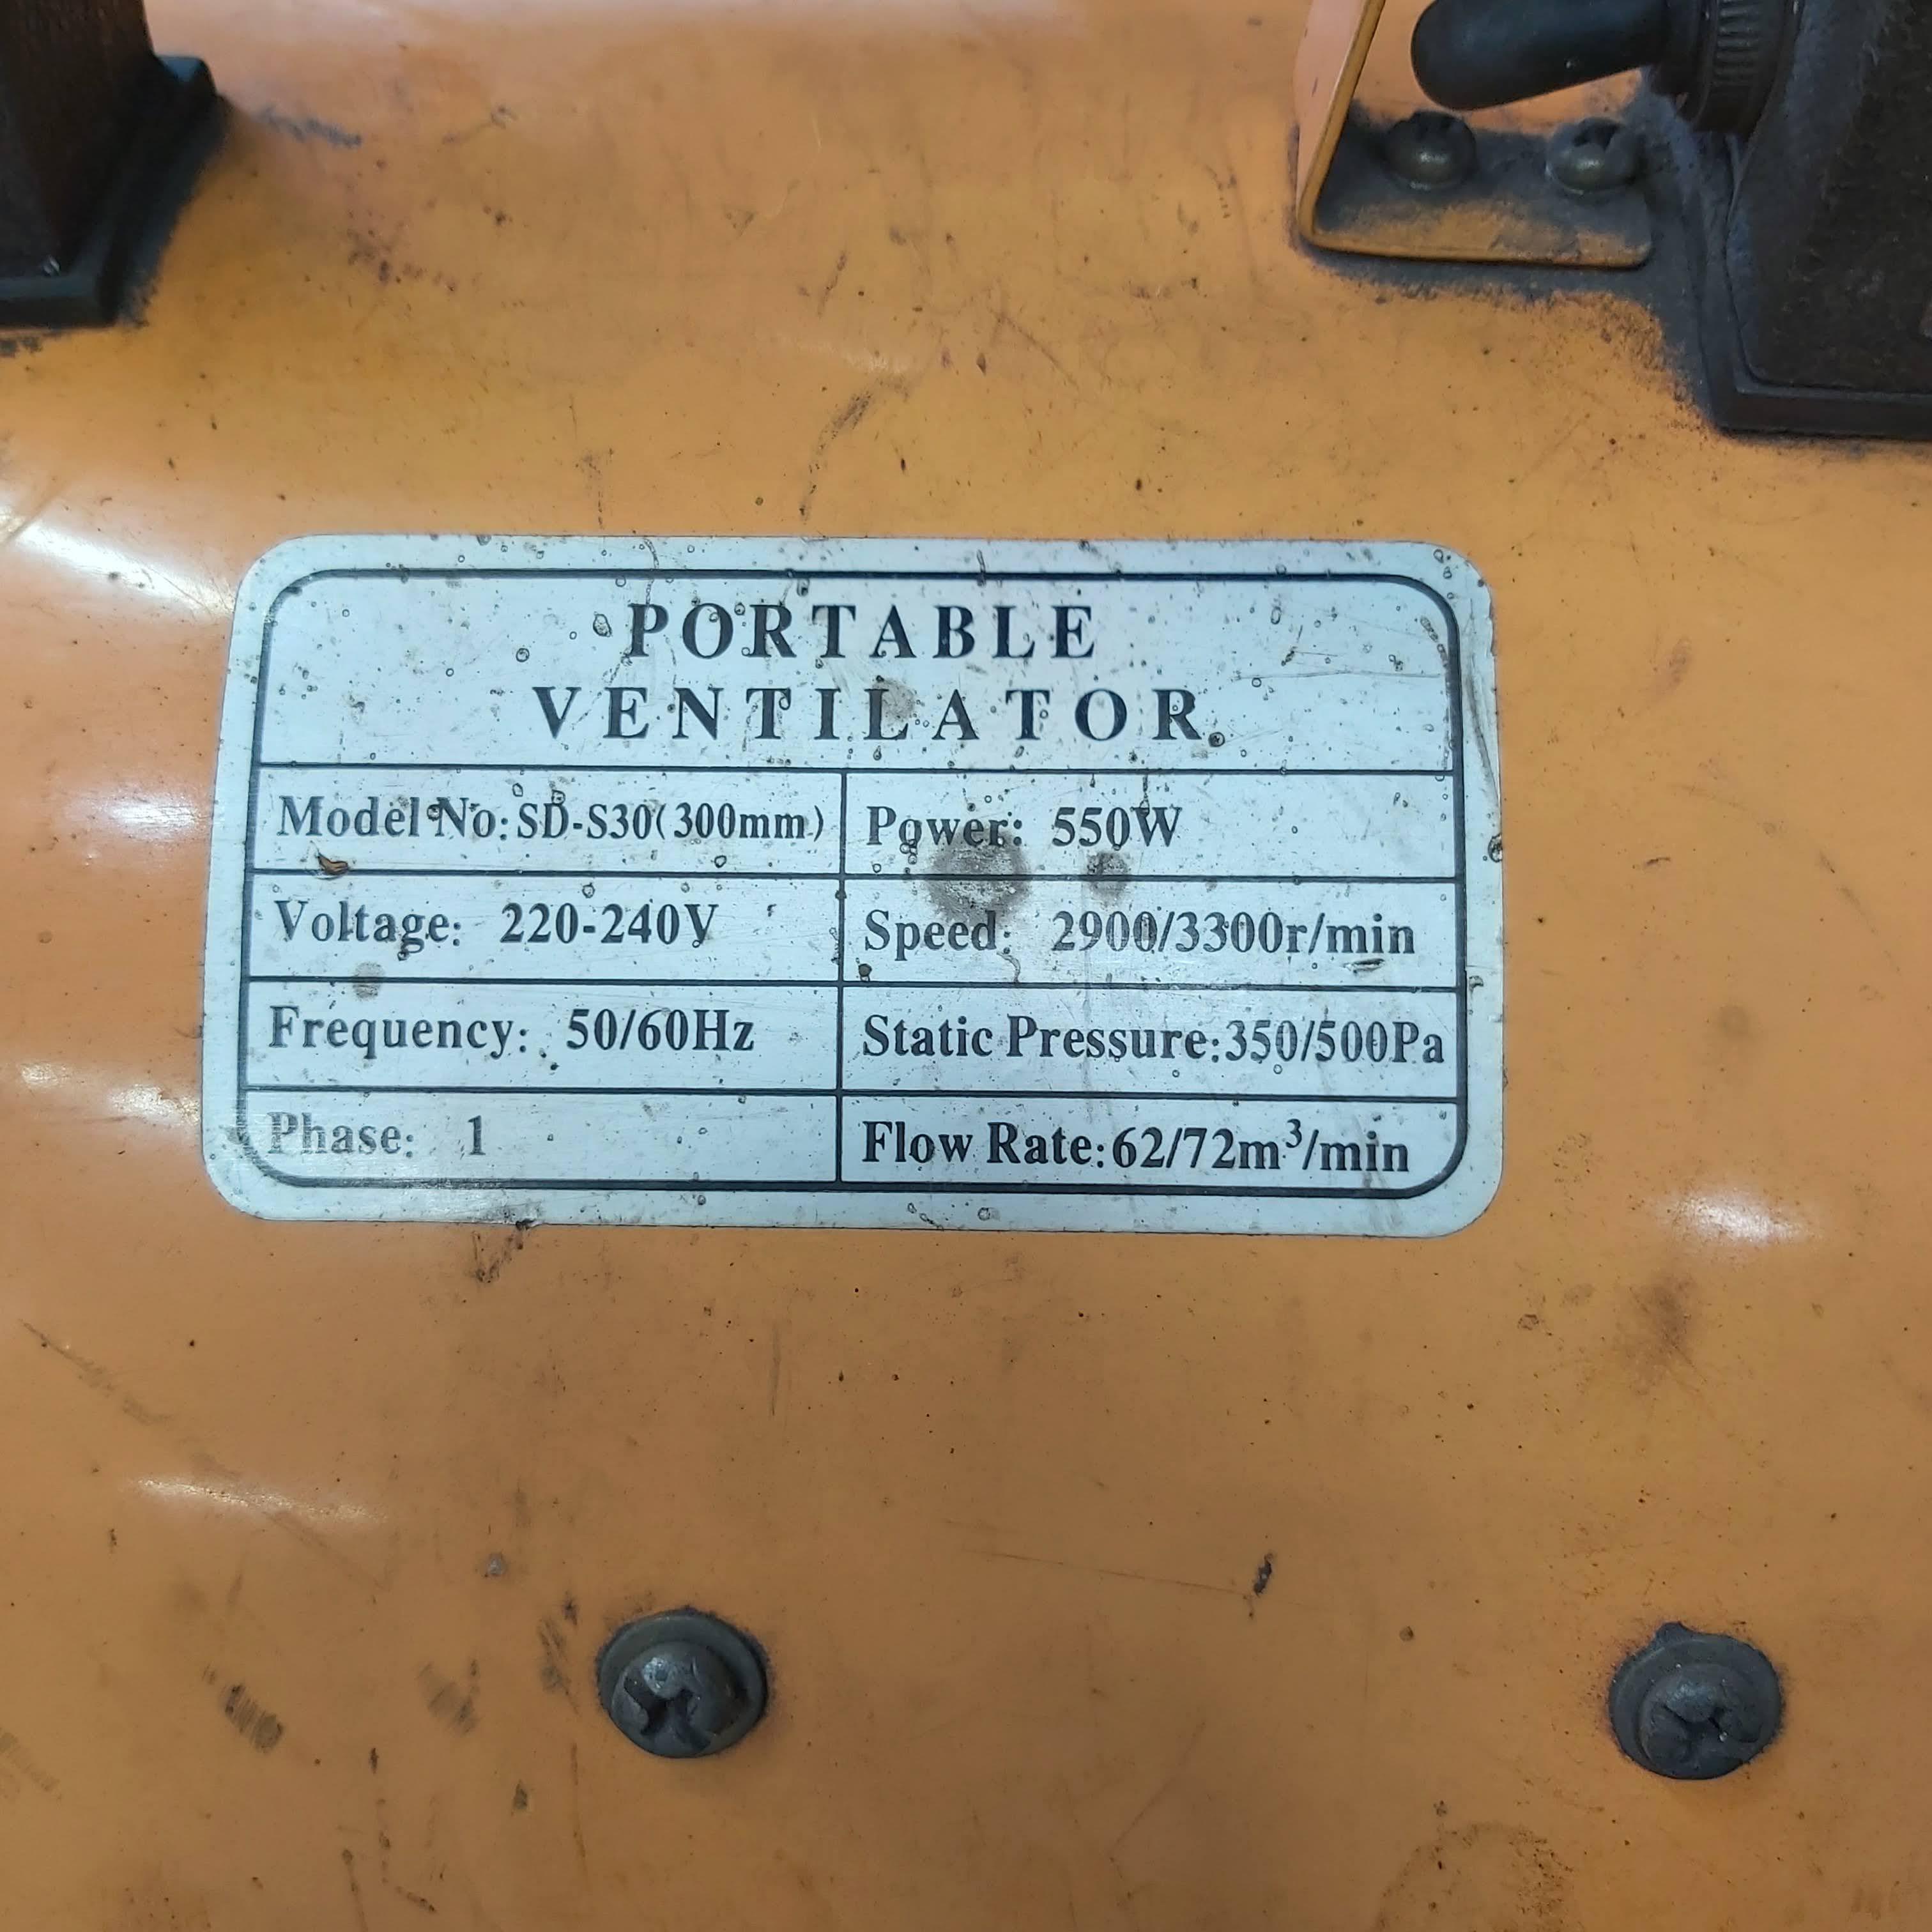 PORTABLE
VENTILATOR
Model No: SD-S30(300mm)
Power: 550W
Voltage: 220-240V
Speed: 2900/3300r/min
Frequency: 50/60Hz
Static Pressure:350/500Pa
Phase: 1
Flow Rate:62/72m³/min